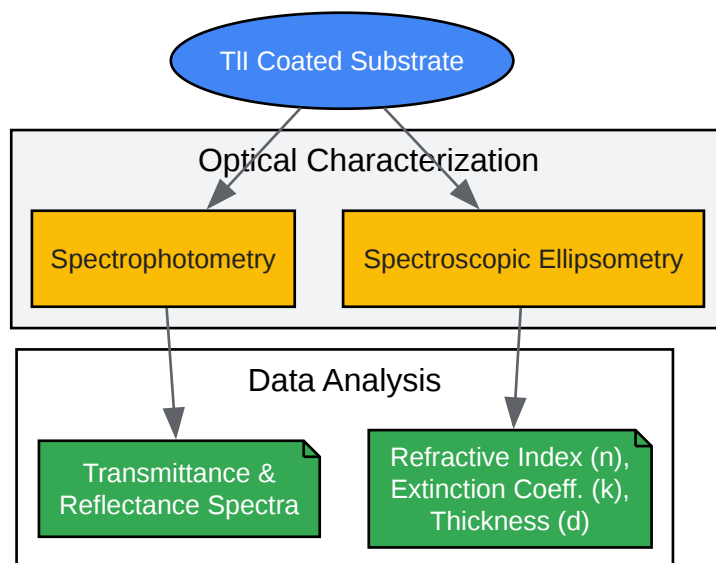 TlI Coated Substrate
Optical Characterization
Spectrophotometry
Spectroscopic Ellipsometry
Data Analysis
Transmittance &
Reflectance Spectra
Refractive Index (n),
Extinction Coeff. (k),
Thickness (d)